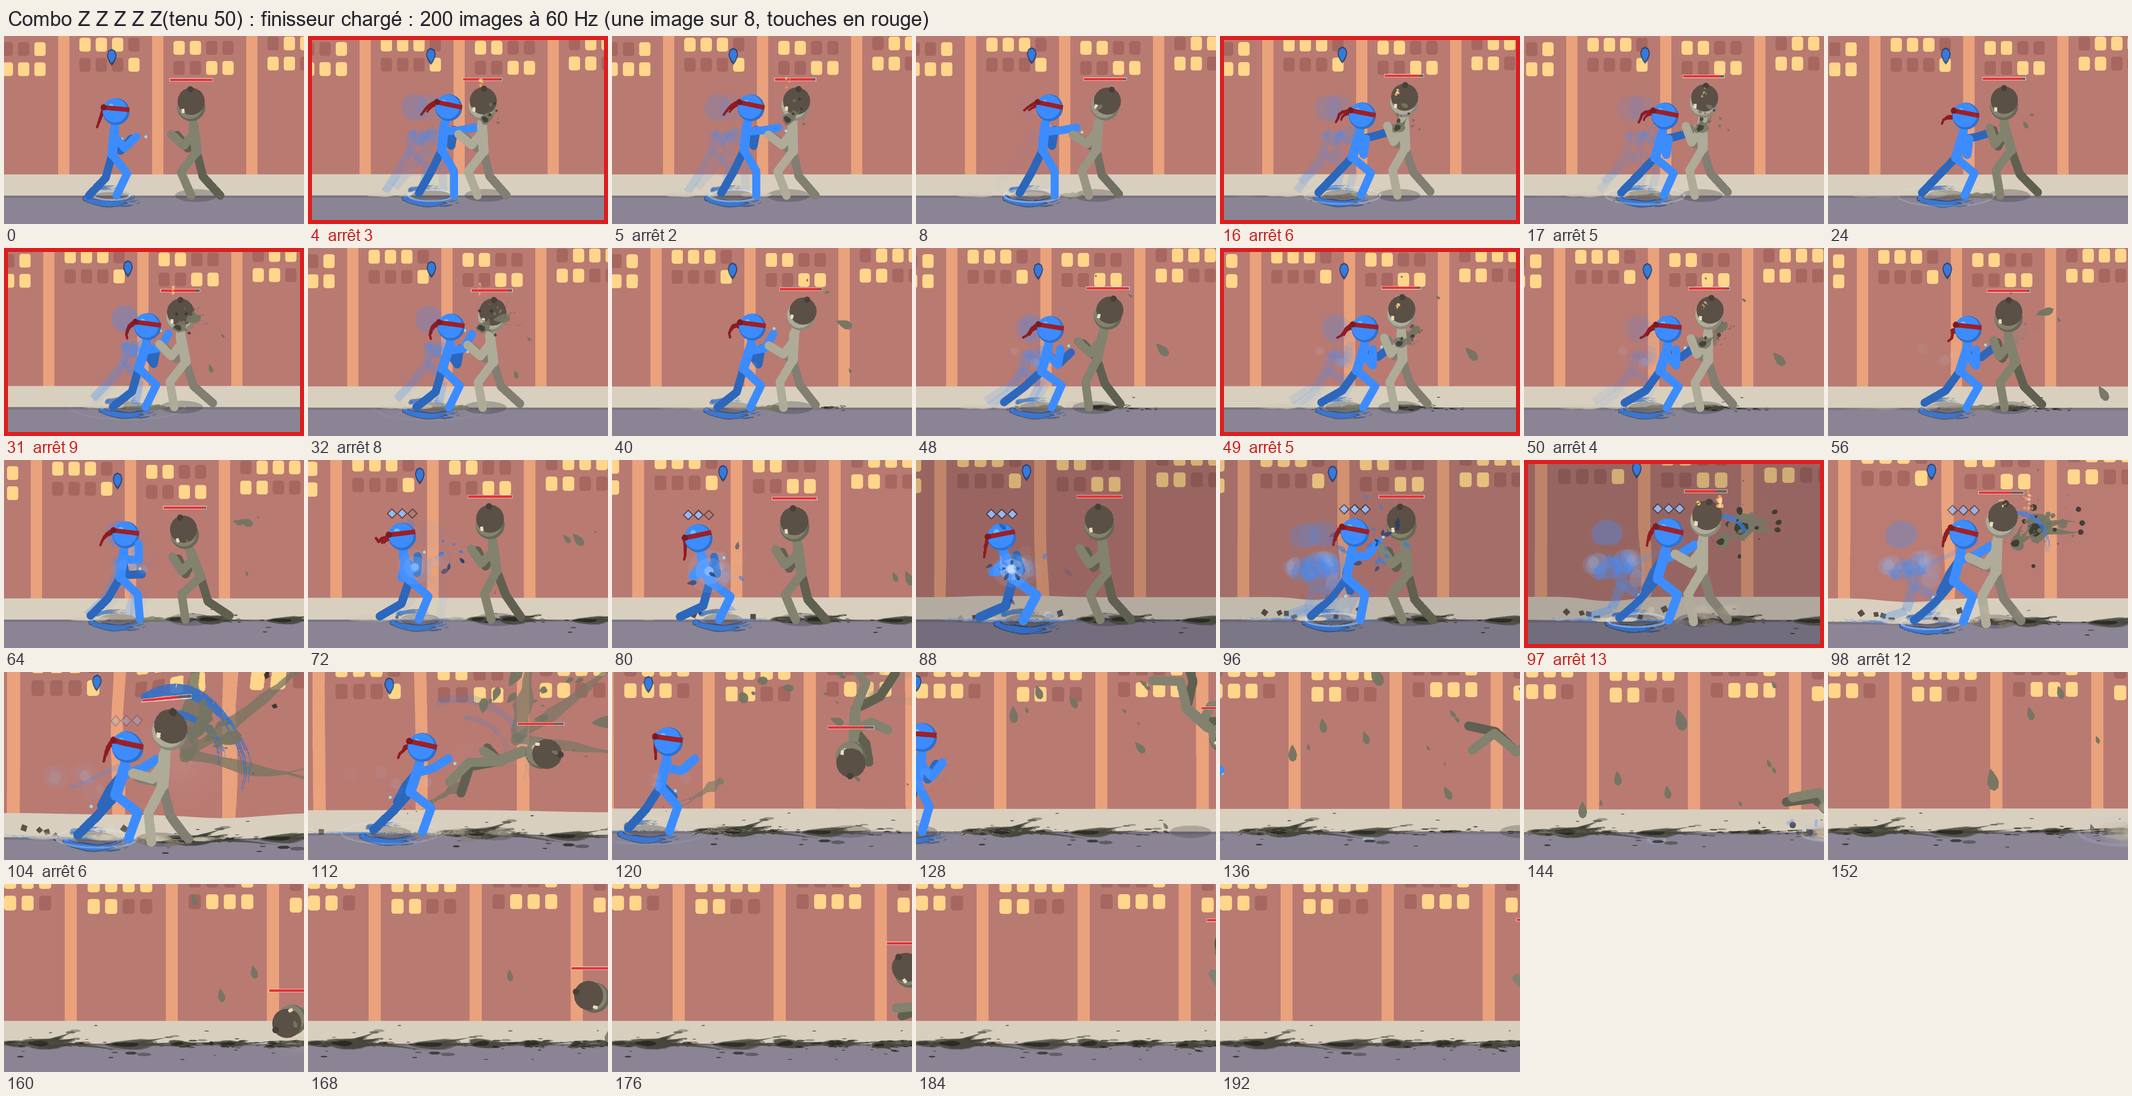 Combo Z Z Z Z Z(tenu 50) : finisseur chargé : 200 images à 60 Hz (une image sur 8, touches en rouge)
0
4 arrêt 3
5 arrêt 2
8
16 arrêt 6
17 arrêt 5
24
31 arrêt 9
32 arrêt 8
40
48
49 arrêt 5
50 arrêt 4
56
64
72
80
88
96
97 arrêt 13
98 arrêt 12
104 arrêt 6
112
120
128
136
144
152
160
168
176
184
192